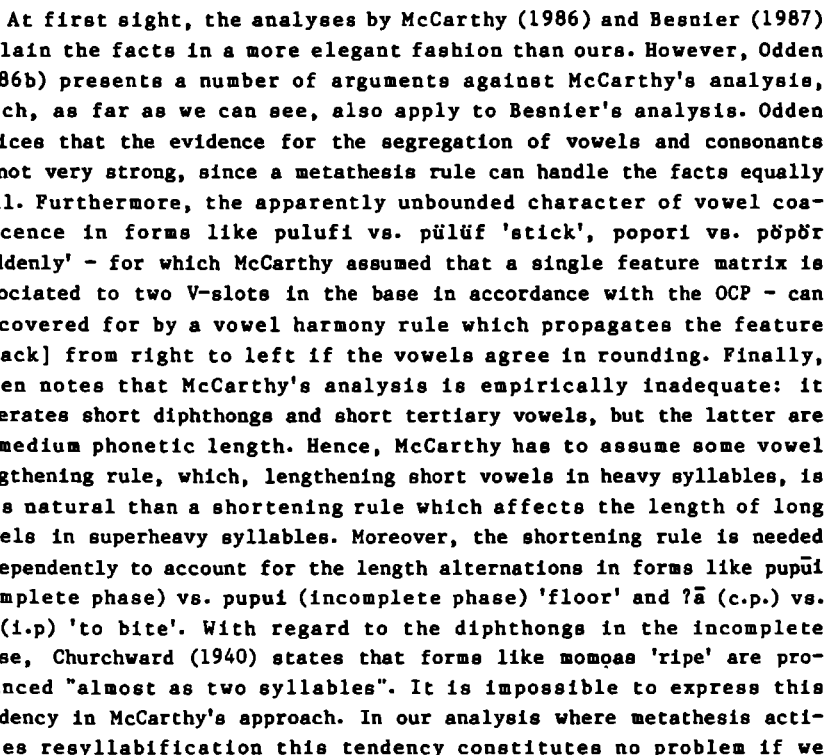 At first sight, the analyses by McCarthy (1986) and Besnier (1987)
lain the facts in a more elegant fashion than ours. However, Odden
86b) presents a number of arguments against McCarthy's analysis,
ch, as far as we can see, also apply to Besnier's analysis. Odden
ices that the evidence for the segregation of vowels and consonants
not very strong, since a metathesis rule can handle the facts equally
l. Furthermore, the apparently unbounded character of vowel coa-
cence in forms like pulufi vs. pülüf 'stick', popori vs. pöpör
ddenly' - for which McCarthy assumed that a single feature matrix is
ociated to two V-slots in the base in accordance with the OCP - can
covered for by a vowel harmony rule which propagates the feature
ack] from right to left if the vowels agree in rounding. Finally,
en notes that McCarthy's analysis is empirically inadequate: it
erates short diphthongs and short tertiary vowels, but the latter are
medium phonetic length. Hence, McCarthy has to assume some vowel
gthening rule, which, lengthening short vowels in heavy syllables, is
s natural than a shortening rule which affects the length of long
els in superheavy syllables. Moreover, the shortening rule is needed
ependently to account for the length alternations in forms like pupūi
mplete phase) vs. pupui (incomplete phase) 'floor' and ?ā (c.p.) vs.
(i.p) 'to bite'. With regard to the diphthongs in the incomplete
se, Churchward (1940) states that forms like momo̯as 'ripe' are pro-
nced "almost as two syllables". It is impossible to express this
dency in McCarthy's approach. In our analysis where metathesis acti-
es resyllabification this tendency constitutes no problem if we